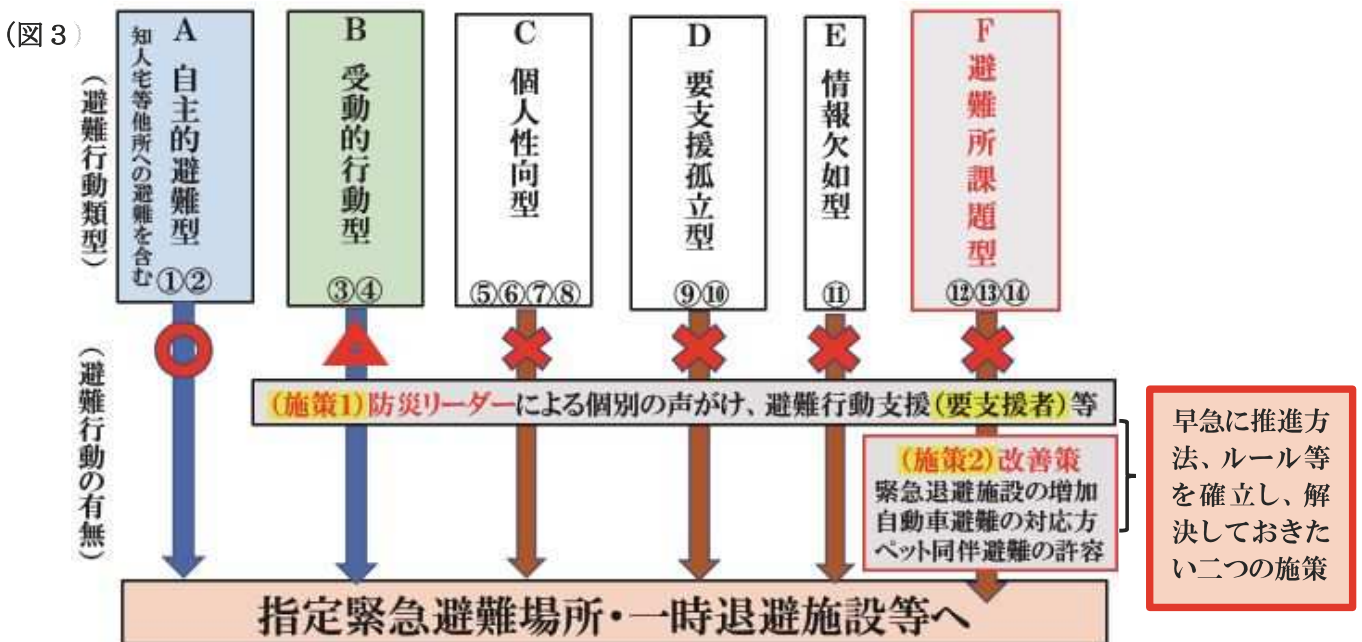 (図3)
(避難行動類型)
A
自主的避難型
知人宅等他所への避難を含む
①②
B
受動的行動型
③④
C
個人性向型
⑤⑥⑦⑧
D
要支援孤立型
⑨⑩
E
情報欠如型
⑪
F
避難所課題型
⑫⑬⑭
(避難行動の有無)
(施策1)防災リーダーによる個別の声がけ、避難行動支援(要支援者)等
(施策2)改善策
緊急退避施設の増加
自動車避難の対応方
ペット同伴避難の許容
早急に推進方
法、ルール等
を確立し、解
決しておきた
い二つの施策
指定緊急避難場所・一時退避施設等へ